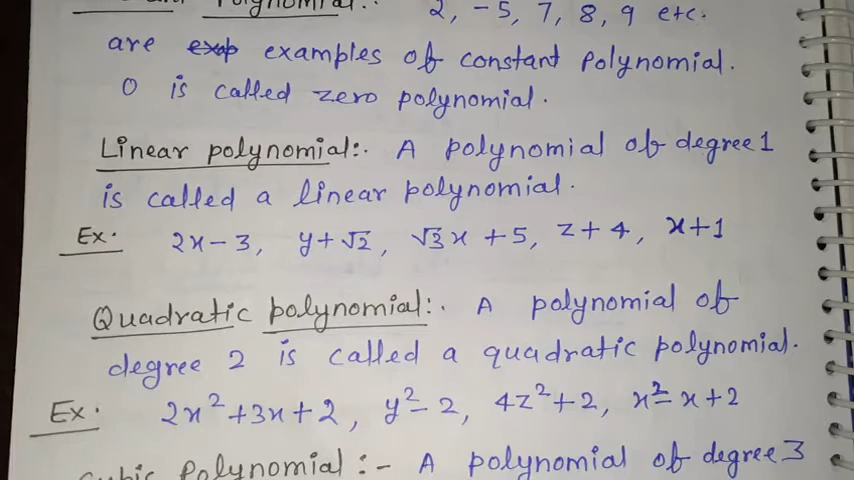 Polynomial:. 2, -5, 7, 8, 9 etc.
are exap examples of constant polynomial.
0 is called zero polynomial.
Linear polynomial:. A polynomial of degree 1
is called a linear polynomial.
Ex. 2x-3, y+√2, √3x +5, z+4, x+1
Quadratic polynomial:. A polynomial of
degree 2 is called a quadratic polynomial.
Ex. 2x²+3x+2, y²-2, 4z²+2, x²-x+2
Cubic Polynomial :- A polynomial of degree 3